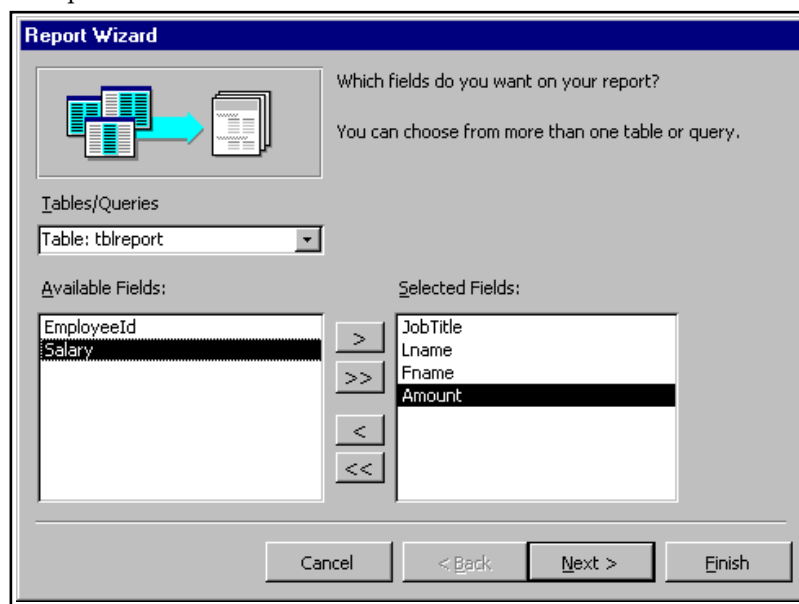 Report Wizard
Which fields do you want on your report?
You can choose from more than one table or query.
Tables/Queries
Table: tblreport
Available Fields:
Selected Fields:
EmployeeId
Salary
>
>>
<
<<
JobTitle
Lname
Fname
Amount
Cancel
< Back
Next >
Finish